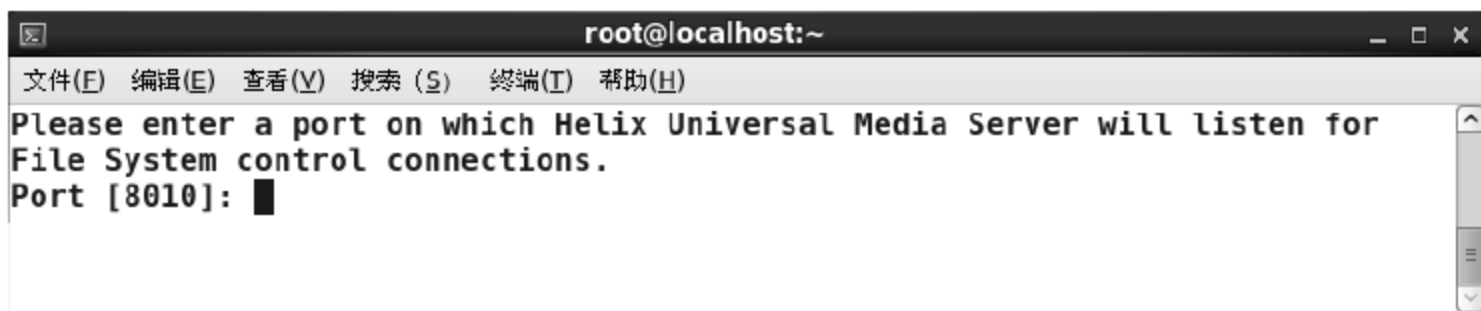 root@localhost:~
文件(F) 编辑(E) 查看(V) 搜索 (S) 终端(T) 帮助(H)
Please enter a port on which Helix Universal Media Server will listen for
File System control connections.
Port [8010]: